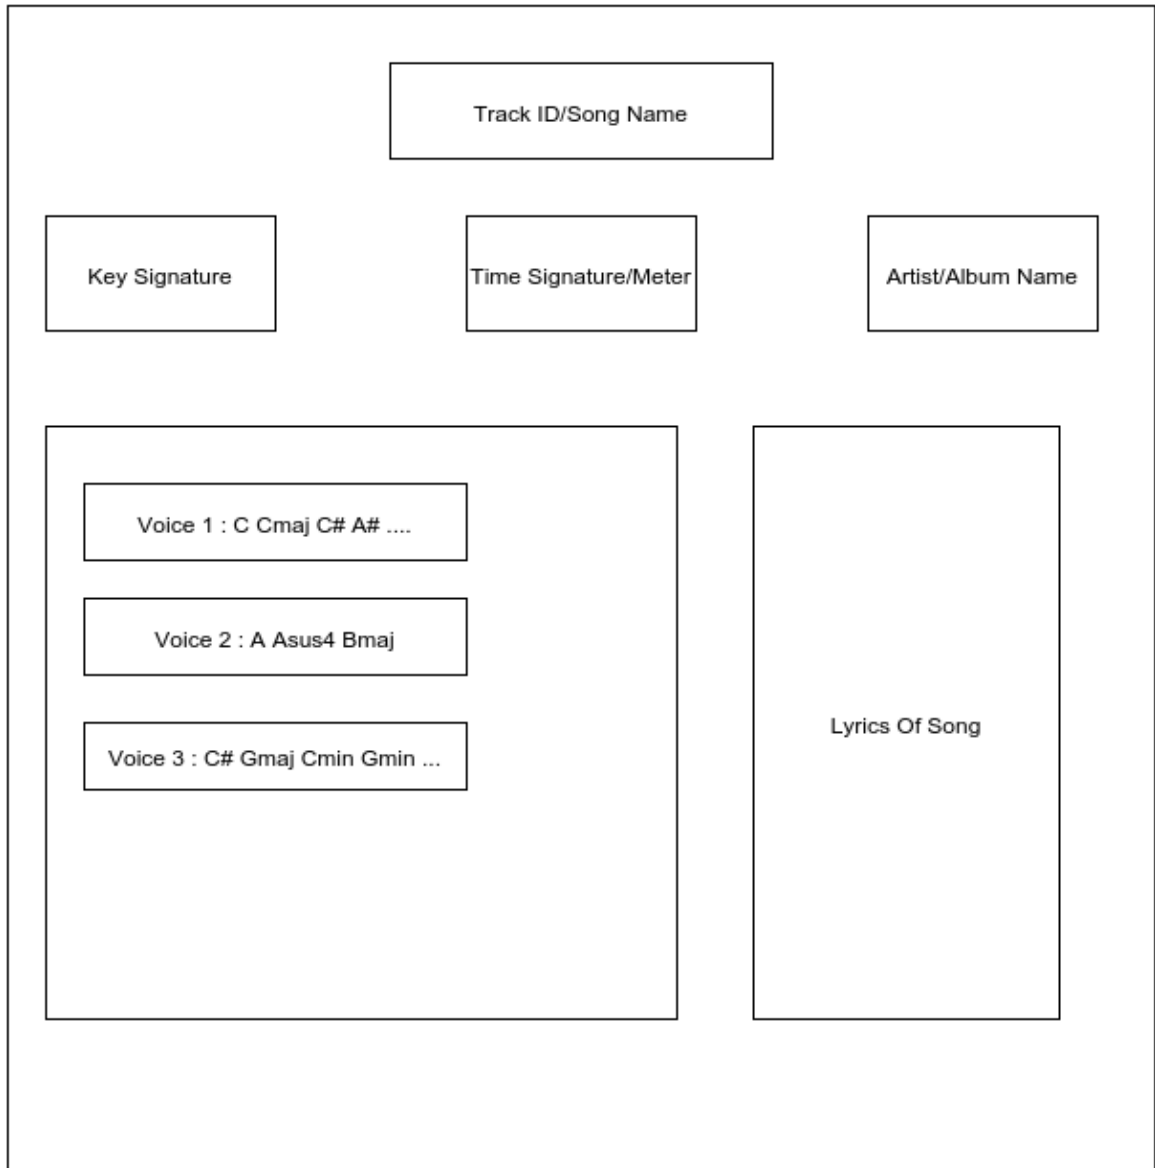 Track ID/Song Name
Key Signature
Time Signature/Meter
Artist/Album Name
Voice 1 : C Cmaj C# A# ....
Voice 2 : A Asus4 Bmaj
Voice 3 : C# Gmaj Cmin Gmin ...
Lyrics Of Song